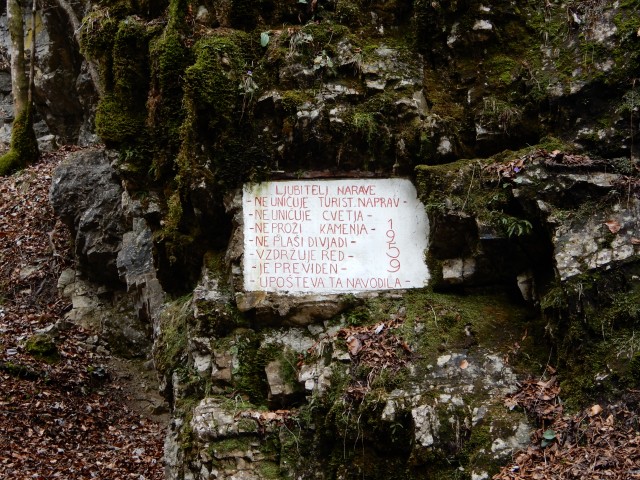 LJUBITELJ NARAVE
- NE UNIČUJE TURIST. NAPRAV -
- NE UNIČUJE CVETJA -
- NE PROŽI KAMENJA -
- NE PLAŠI DIVJADI -
- VZDRŽUJE RED -
- JE PREVIDEN -
- UPOŠTEVA TA NAVODILA -
1959